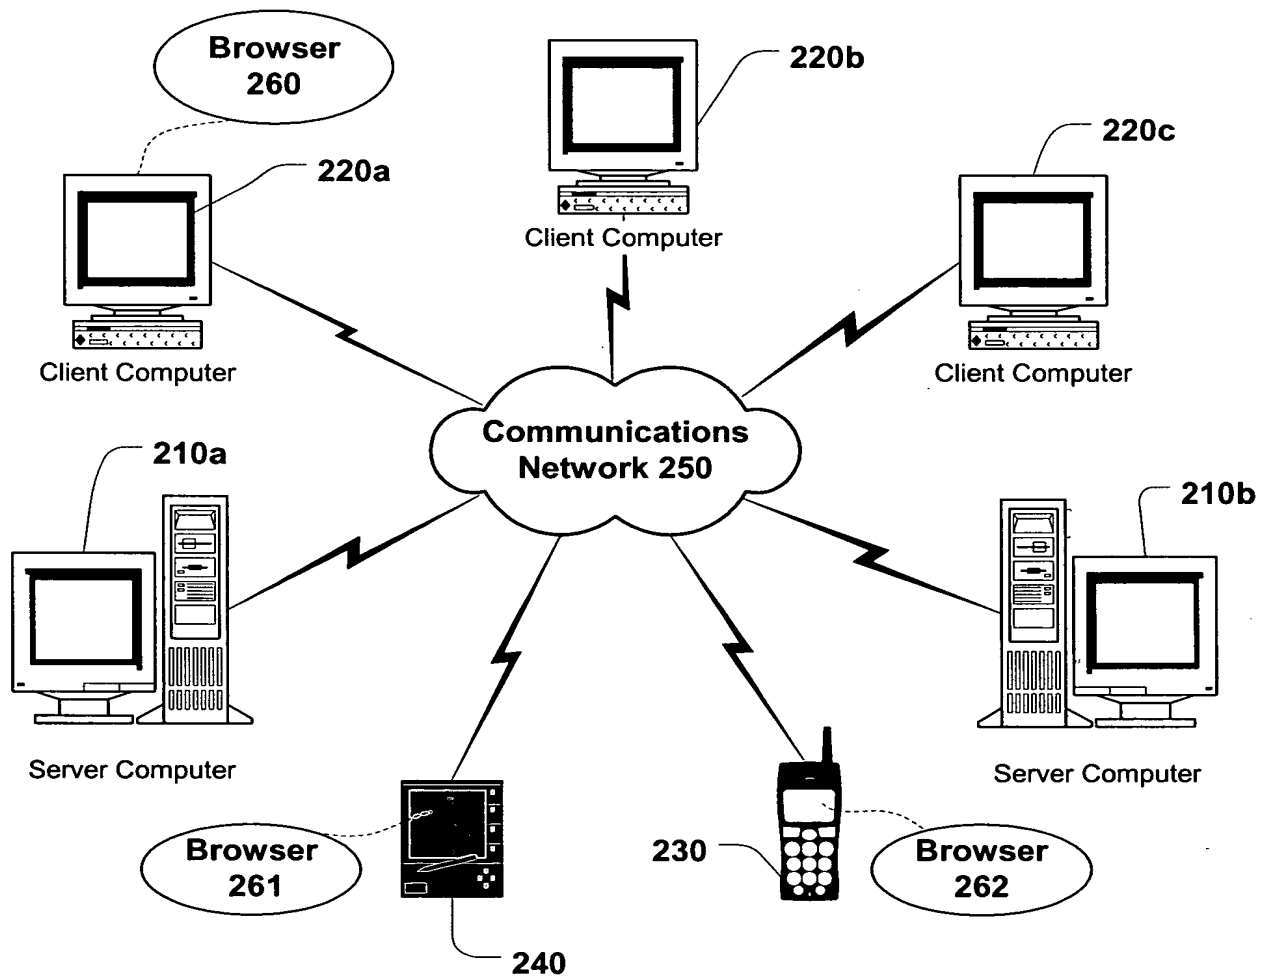 Browser
260
220b
220c
220a
Client Computer
Client Computer
Client Computer
Communications
Network 250
210a
210b
Server Computer
Server Computer
Browser
261
230
Browser
262
240